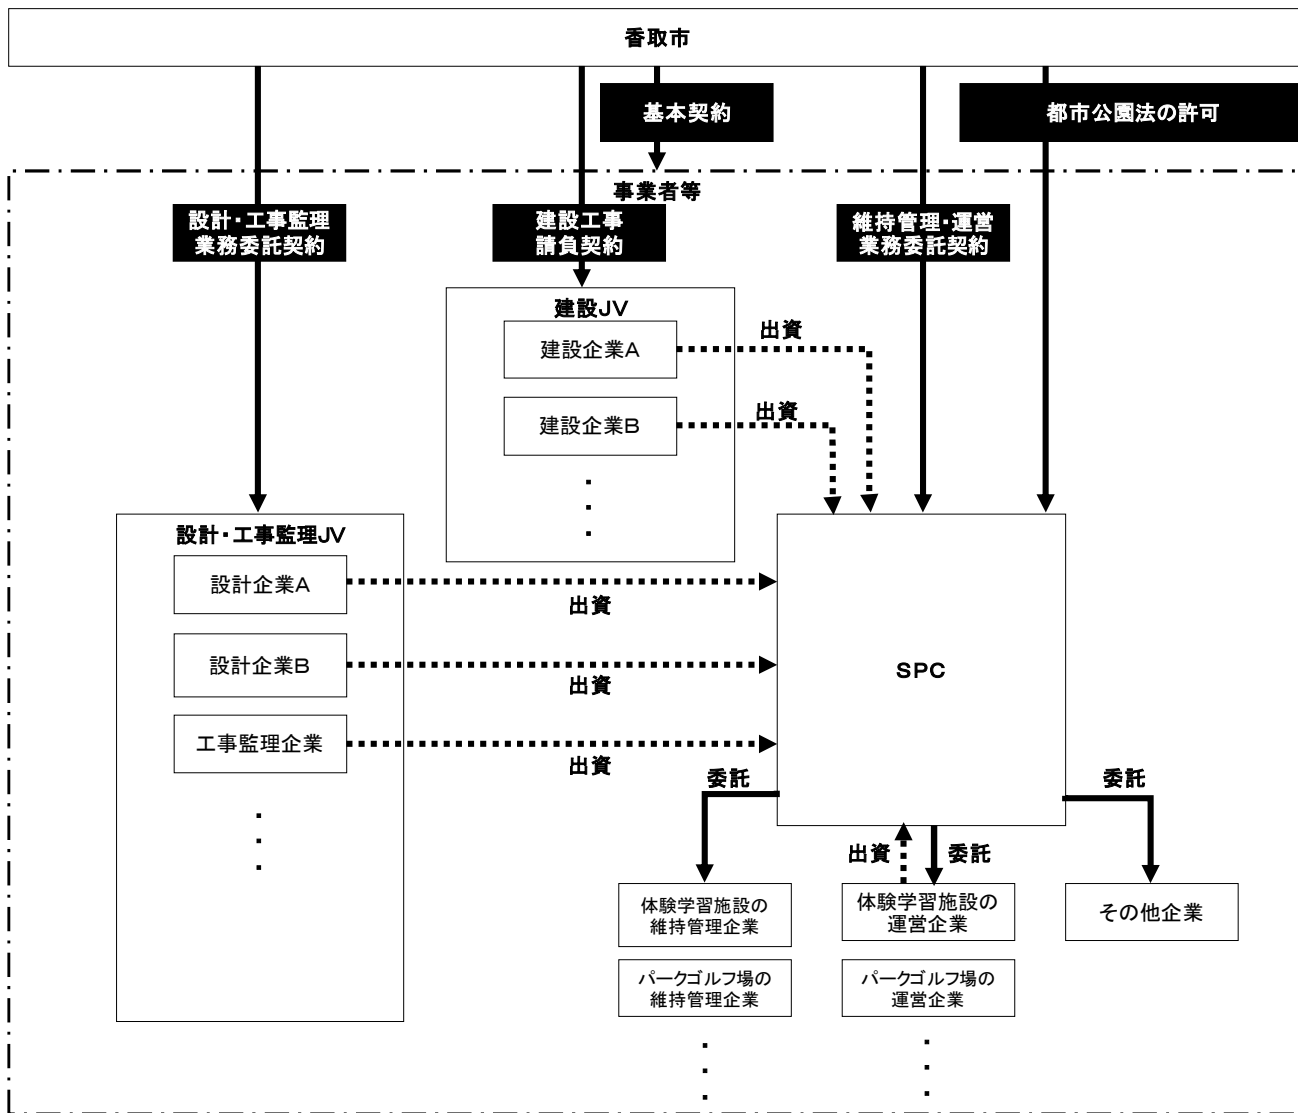 香取市
基本契約
都市公園法の許可
事業者等
設計・工事監理
業務委託契約
建設工事
請負契約
維持管理・運営
業務委託契約
建設ＪＶ
建設企業Ａ
出資
建設企業Ｂ
出資
・
・
・
設計・工事監理ＪＶ
設計企業Ａ
出資
設計企業Ｂ
出資
工事監理企業
出資
・
・
・
ＳＰＣ
委託
委託
出資
委託
体験学習施設の
維持管理企業
体験学習施設の
運営企業
その他企業
パークゴルフ場の
維持管理企業
パークゴルフ場の
運営企業
・
・
・
・
・
・